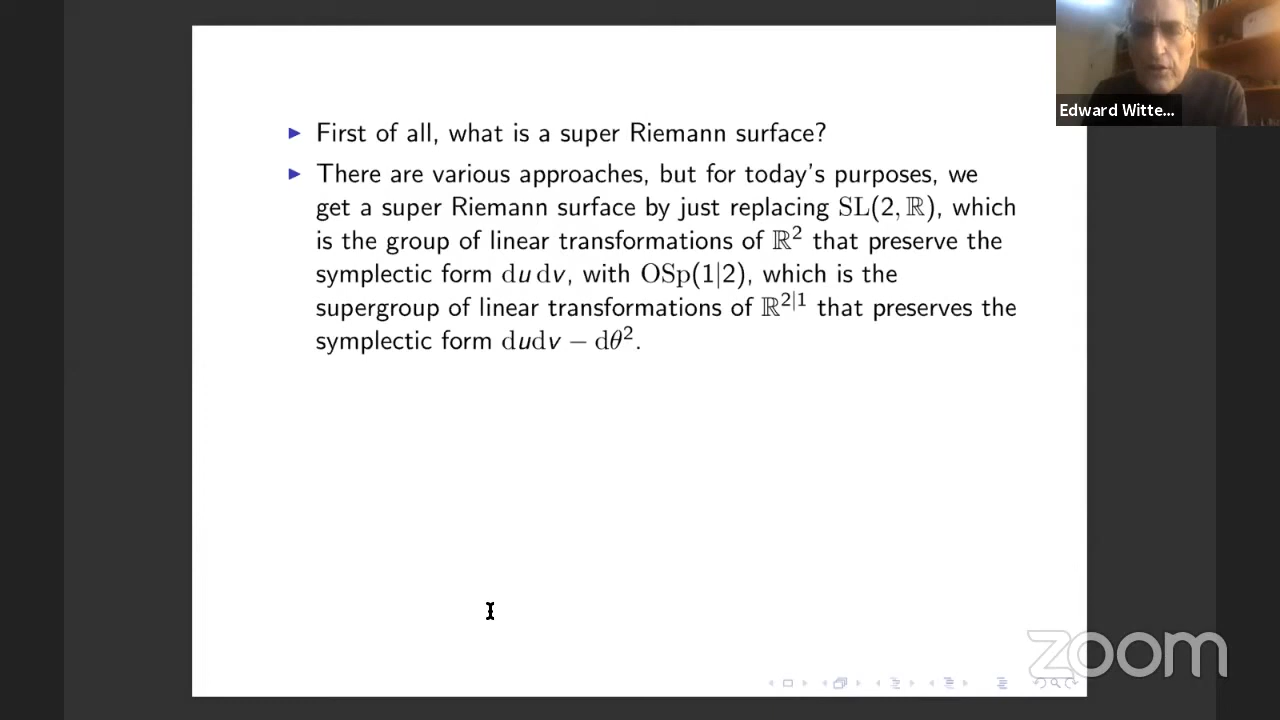 First of all, what is a super Riemann surface?
There are various approaches, but for today's purposes, we
get a super Riemann surface by just replacing SL(2, ℝ), which
is the group of linear transformations of ℝ² that preserve the
symplectic form du dv, with OSp(1|2), which is the
supergroup of linear transformations of ℝ²|¹ that preserves the
symplectic form dudv − dθ².
Edward Witte...
zoom